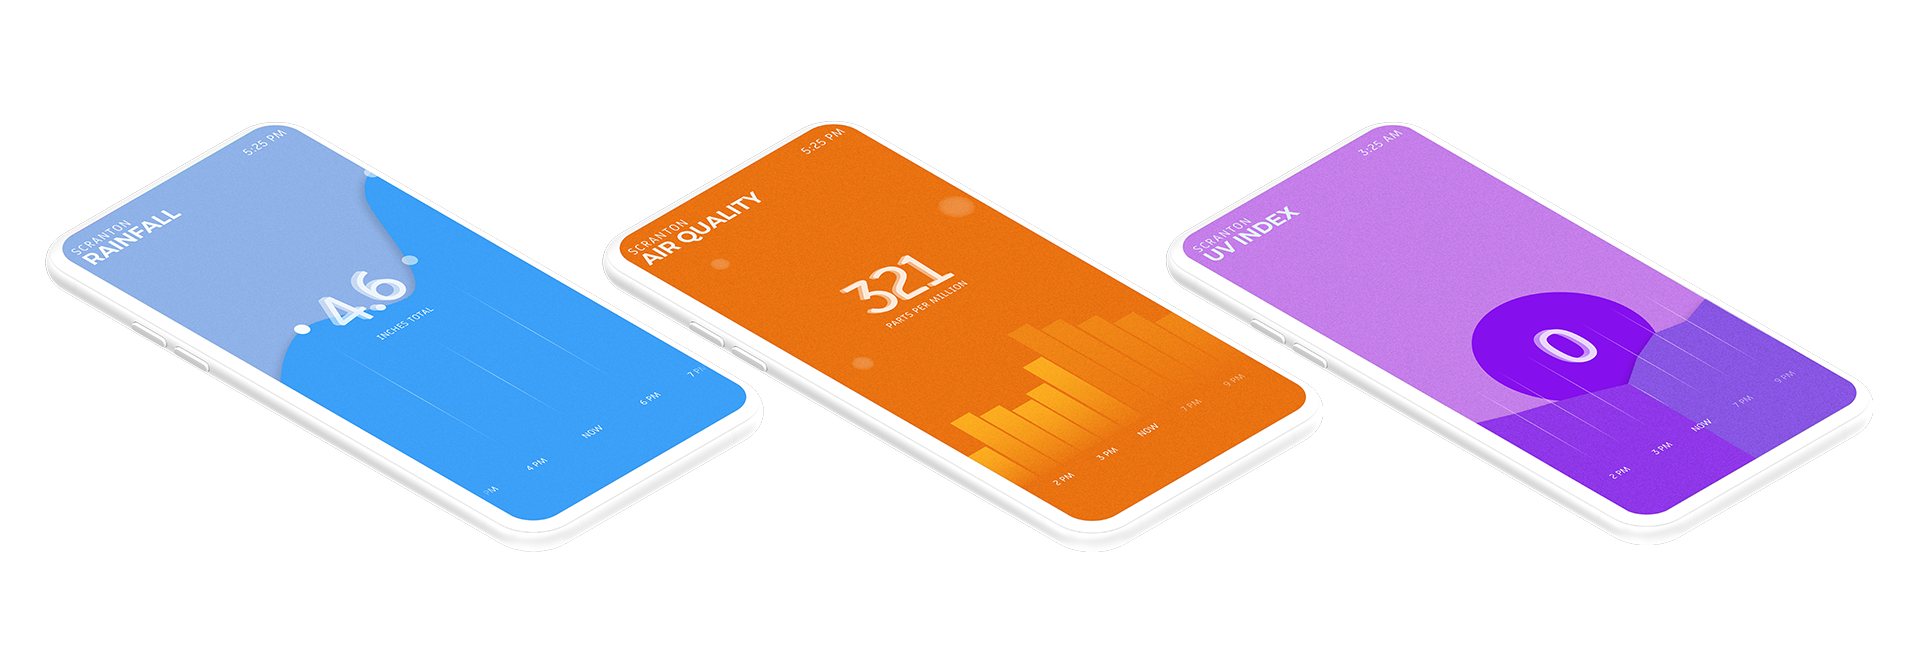 5:25 PM
SCRANTON
RAINFALL
4.6
INCHES TOTAL
PM
4 PM
NOW
6 PM
7 PM
5:25 PM
SCRANTON
AIR QUALITY
321
PARTS PER MILLION
2 PM
3 PM
NOW
7 PM
9 PM
3:25 AM
SCRANTON
UV INDEX
0
2 PM
3 PM
NOW
7 PM
9 PM